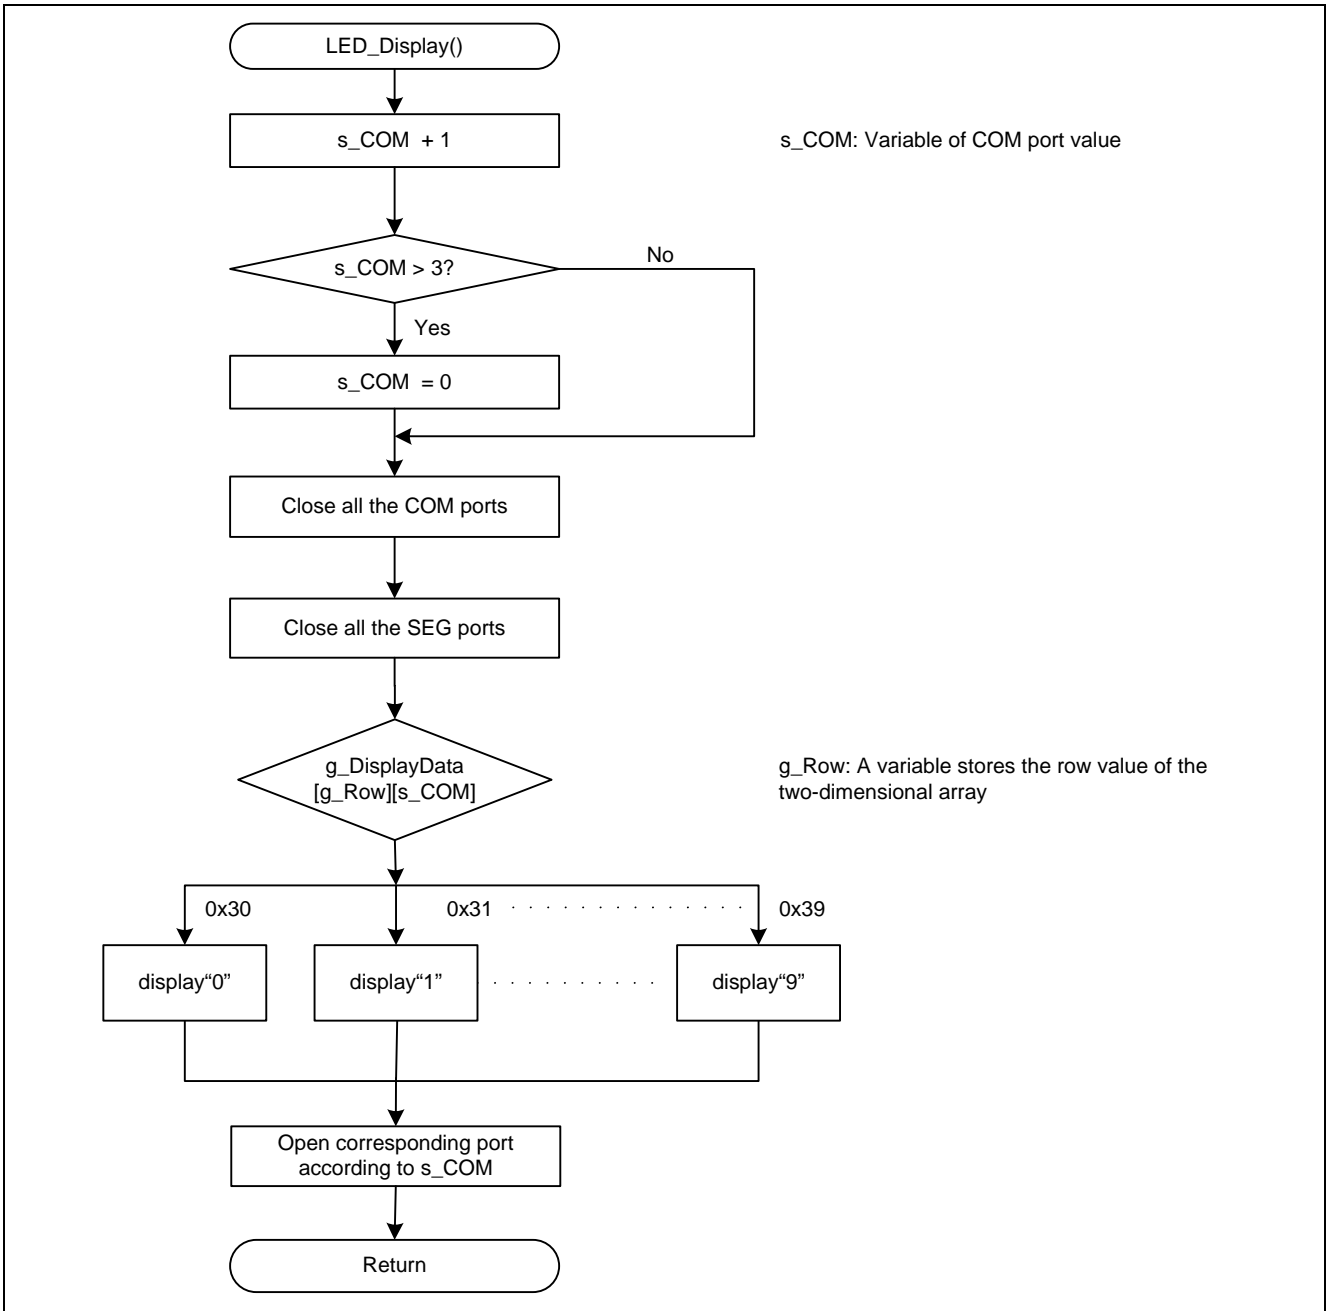 LED_Display()
s_COM + 1
s_COM: Variable of COM port value
s_COM > 3?
No
Yes
s_COM = 0
Close all the COM ports
Close all the SEG ports
g_DisplayData
[g_Row][s_COM]
g_Row: A variable stores the row value of the
two-dimensional array
0x30
0x31
0x39
display“0”
display“1”
display“9”
Open corresponding port
according to s_COM
Return